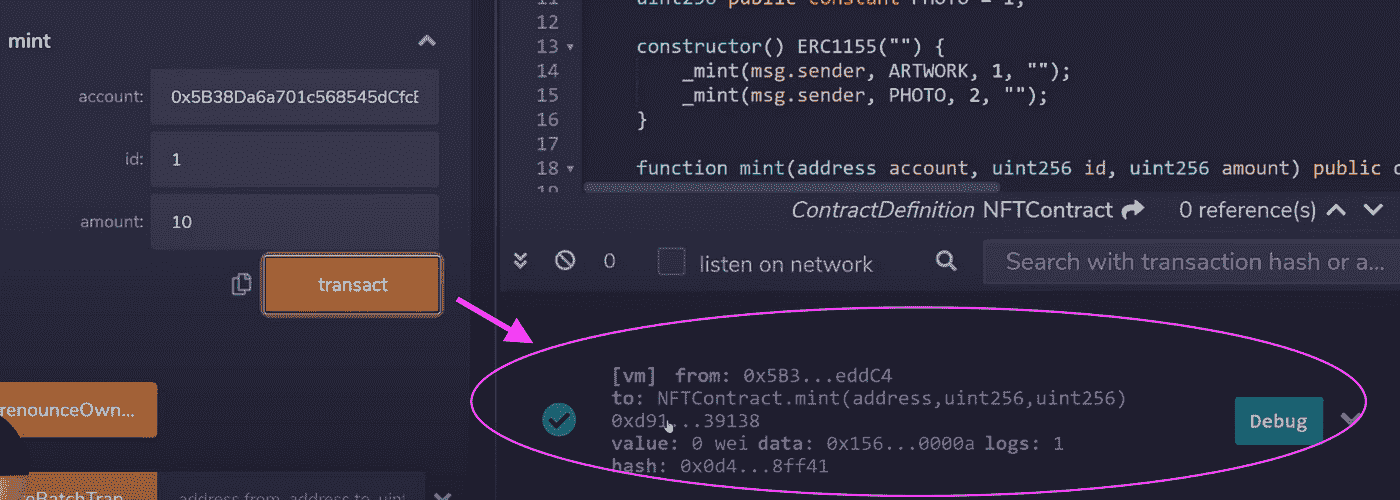 mint
account:
0x5B38Da6a701c568545dCfcE
id:
1
amount:
10
transact
renounceOwn...
eBatchTran
address from, address to, uint
11
uint256 public constant PHOTO = 1;
12
13 constructor() ERC1155("") {
14 _mint(msg.sender, ARTWORK, 1, "");
15 _mint(msg.sender, PHOTO, 2, "");
16 }
17
18 function mint(address account, uint256 id, uint256 amount) public o
19
ContractDefinition NFTContract 0 reference(s)
0 listen on network Search with transaction hash or a...
[vm] from: 0x5B3...eddC4
to: NFTContract.mint(address,uint256,uint256)
0xd91...39138
value: 0 wei data: 0x156...0000a logs: 1
hash: 0x0d4...8ff41
Debug